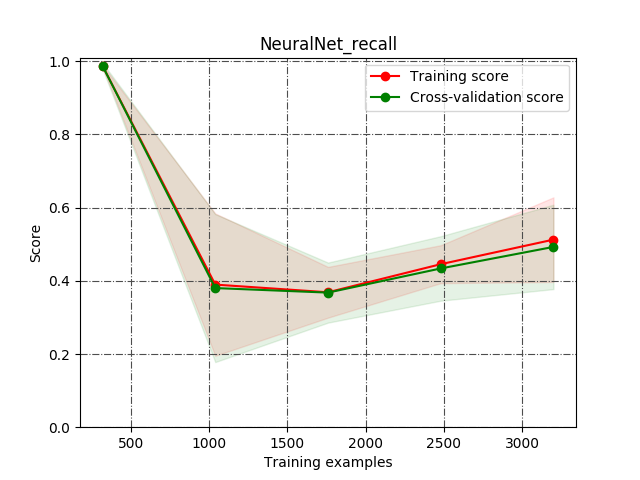 NeuralNet_recall
Training score
Cross-validation score
1.0
0.8
0.6
0.4
0.2
0.0
Score
500
1000
1500
2000
2500
3000
Training examples